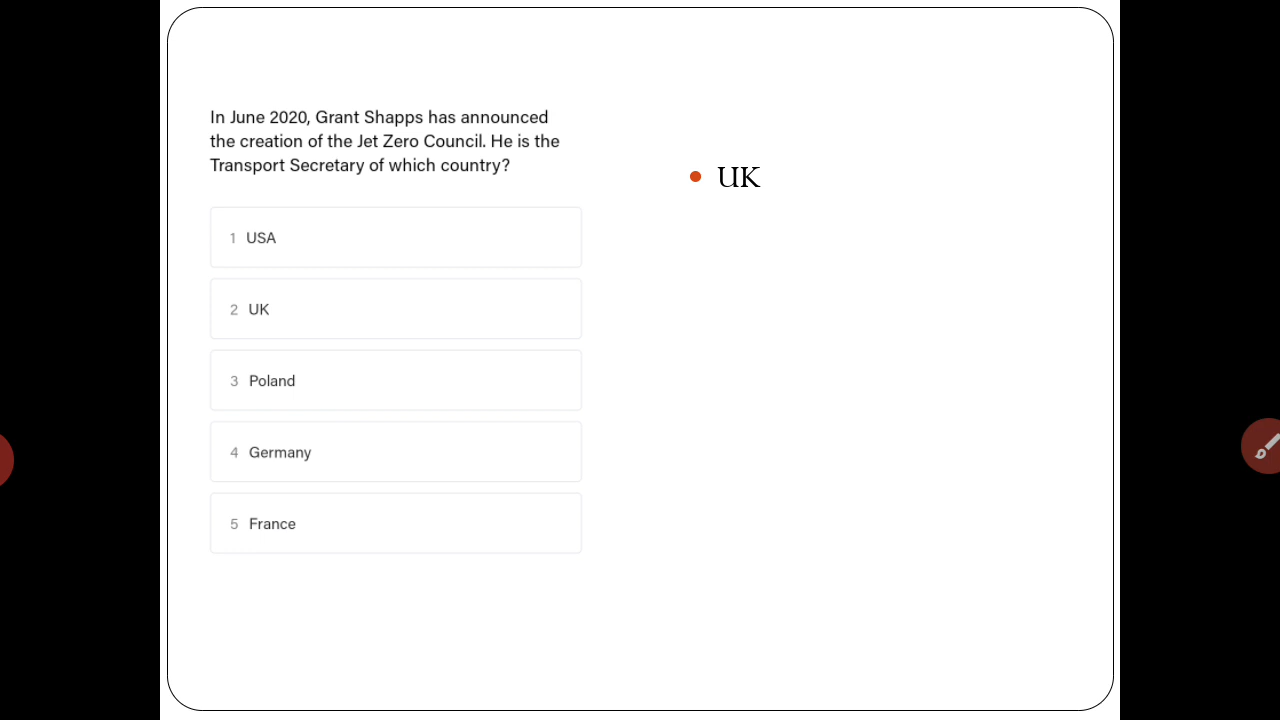 In June 2020, Grant Shapps has announced
the creation of the Jet Zero Council. He is the
Transport Secretary of which country?
1 USA
2 UK
3 Poland
4 Germany
5 France
UK